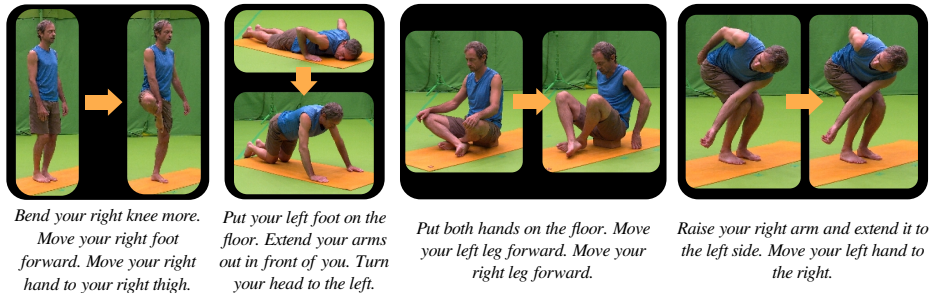 Bend your right knee more.
Move your right foot
forward. Move your right
hand to your right thigh.
Put your left foot on the
floor. Extend your arms
out in front of you. Turn
your head to the left.
Put both hands on the floor. Move
your left leg forward. Move your
right leg forward.
Raise your right arm and extend it to
the left side. Move your left hand to
the right.